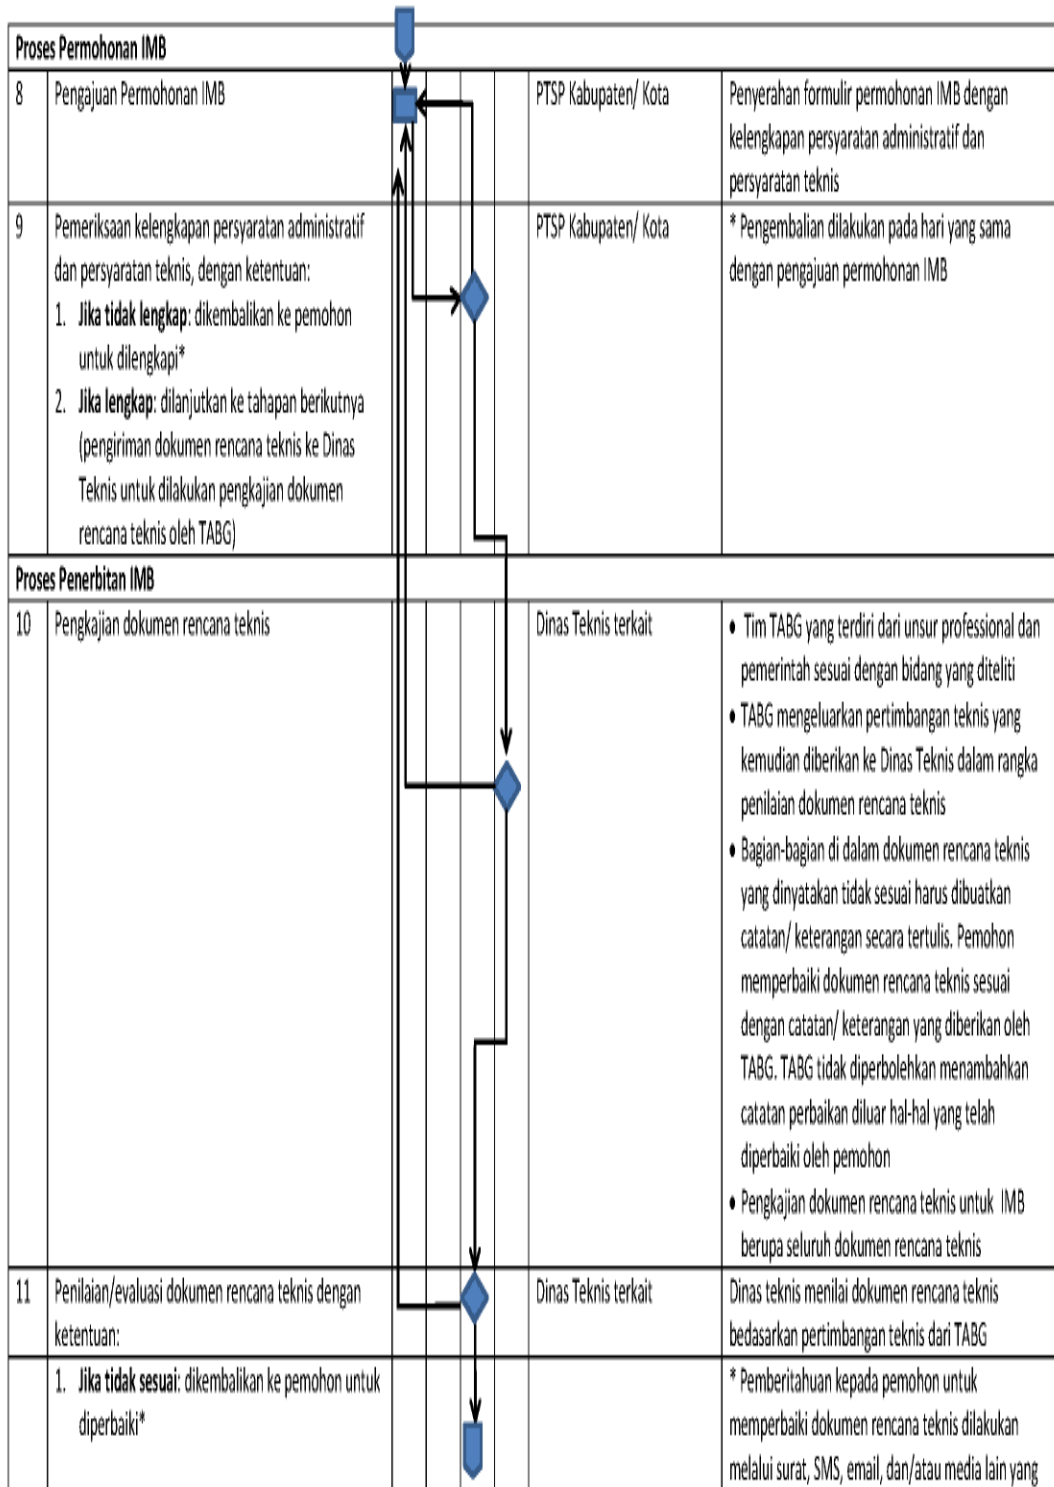 Proses Permohonan IMB
8
Pengajuan Permohonan IMB
PTSP Kabupaten/ Kota
Penyerahan formulir permohonan IMB dengan
kelengkapan persyaratan administratif dan
persyaratan teknis
9
Pemeriksaan kelengkapan persyaratan administratif
dan persyaratan teknis, dengan ketentuan:
1. Jika tidak lengkap: dikembalikan ke pemohon
untuk dilengkapi*
2. Jika lengkap: dilanjutkan ke tahapan berikutnya
(pengiriman dokumen rencana teknis ke Dinas
Teknis untuk dilakukan pengkajian dokumen
rencana teknis oleh TABG)
PTSP Kabupaten/ Kota
* Pengembalian dilakukan pada hari yang sama
dengan pengajuan permohonan IMB
Proses Penerbitan IMB
10
Pengkajian dokumen rencana teknis
Dinas Teknis terkait
• Tim TABG yang terdiri dari unsur professional dan
pemerintah sesuai dengan bidang yang diteliti
• TABG mengeluarkan pertimbangan teknis yang
kemudian diberikan ke Dinas Teknis dalam rangka
penilaian dokumen rencana teknis
• Bagian-bagian di dalam dokumen rencana teknis
yang dinyatakan tidak sesuai harus dibuatkan
catatan/ keterangan secara tertulis. Pemohon
memperbaiki dokumen rencana teknis sesuai
dengan catatan/ keterangan yang diberikan oleh
TABG. TABG tidak diperbolehkan menambahkan
catatan perbaikan diluar hal-hal yang telah
diperbaiki oleh pemohon
• Pengkajian dokumen rencana teknis untuk IMB
berupa seluruh dokumen rencana teknis
11
Penilaian/evaluasi dokumen rencana teknis dengan
ketentuan:
Dinas Teknis terkait
Dinas teknis menilai dokumen rencana teknis
bedasarkan pertimbangan teknis dari TABG
1. Jika tidak sesuai: dikembalikan ke pemohon untuk
diperbaiki*
* Pemberitahuan kepada pemohon untuk
memperbaiki dokumen rencana teknis dilakukan
melalui surat, SMS, email, dan/atau media lain yang